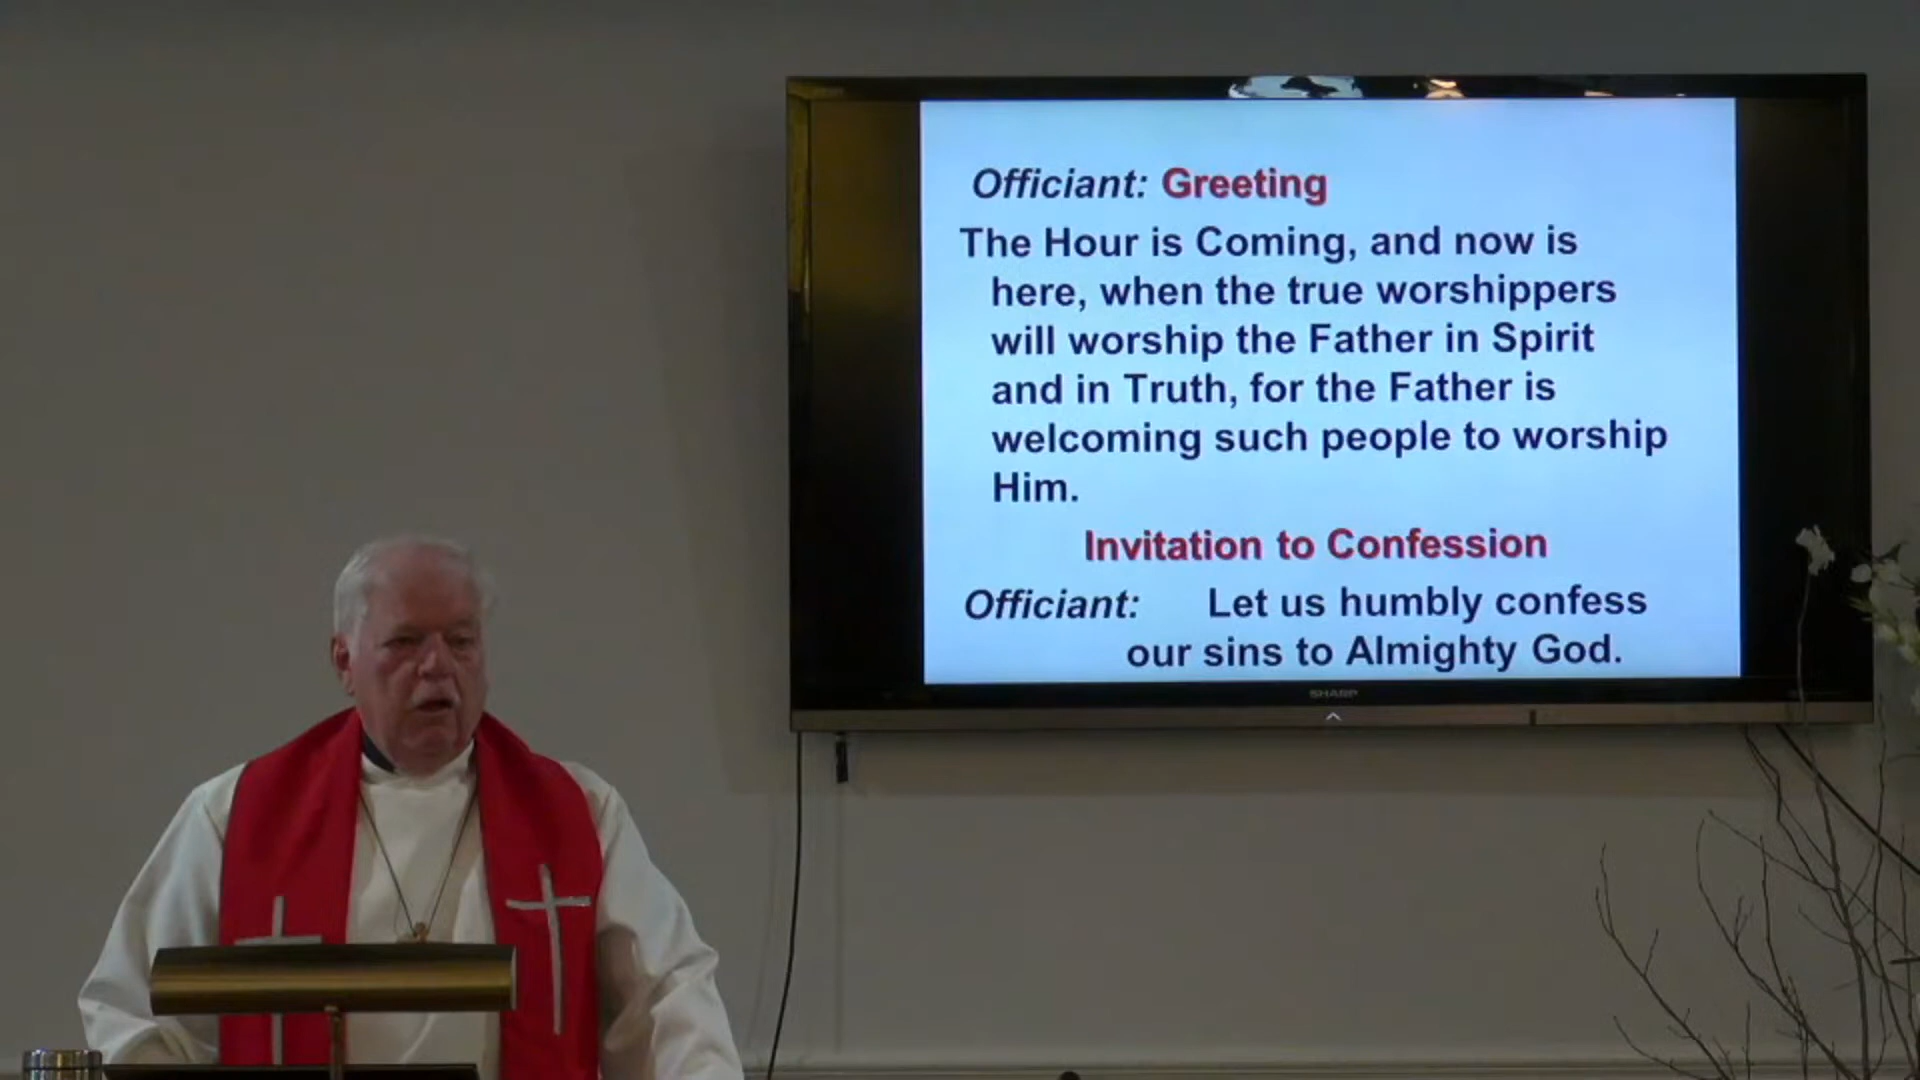 Officiant: Greeting
The Hour is Coming, and now is
here, when the true worshippers
will worship the Father in Spirit
and in Truth, for the Father is
welcoming such people to worship
Him.
Invitation to Confession
Officiant: Let us humbly confess
our sins to Almighty God.
SHARP